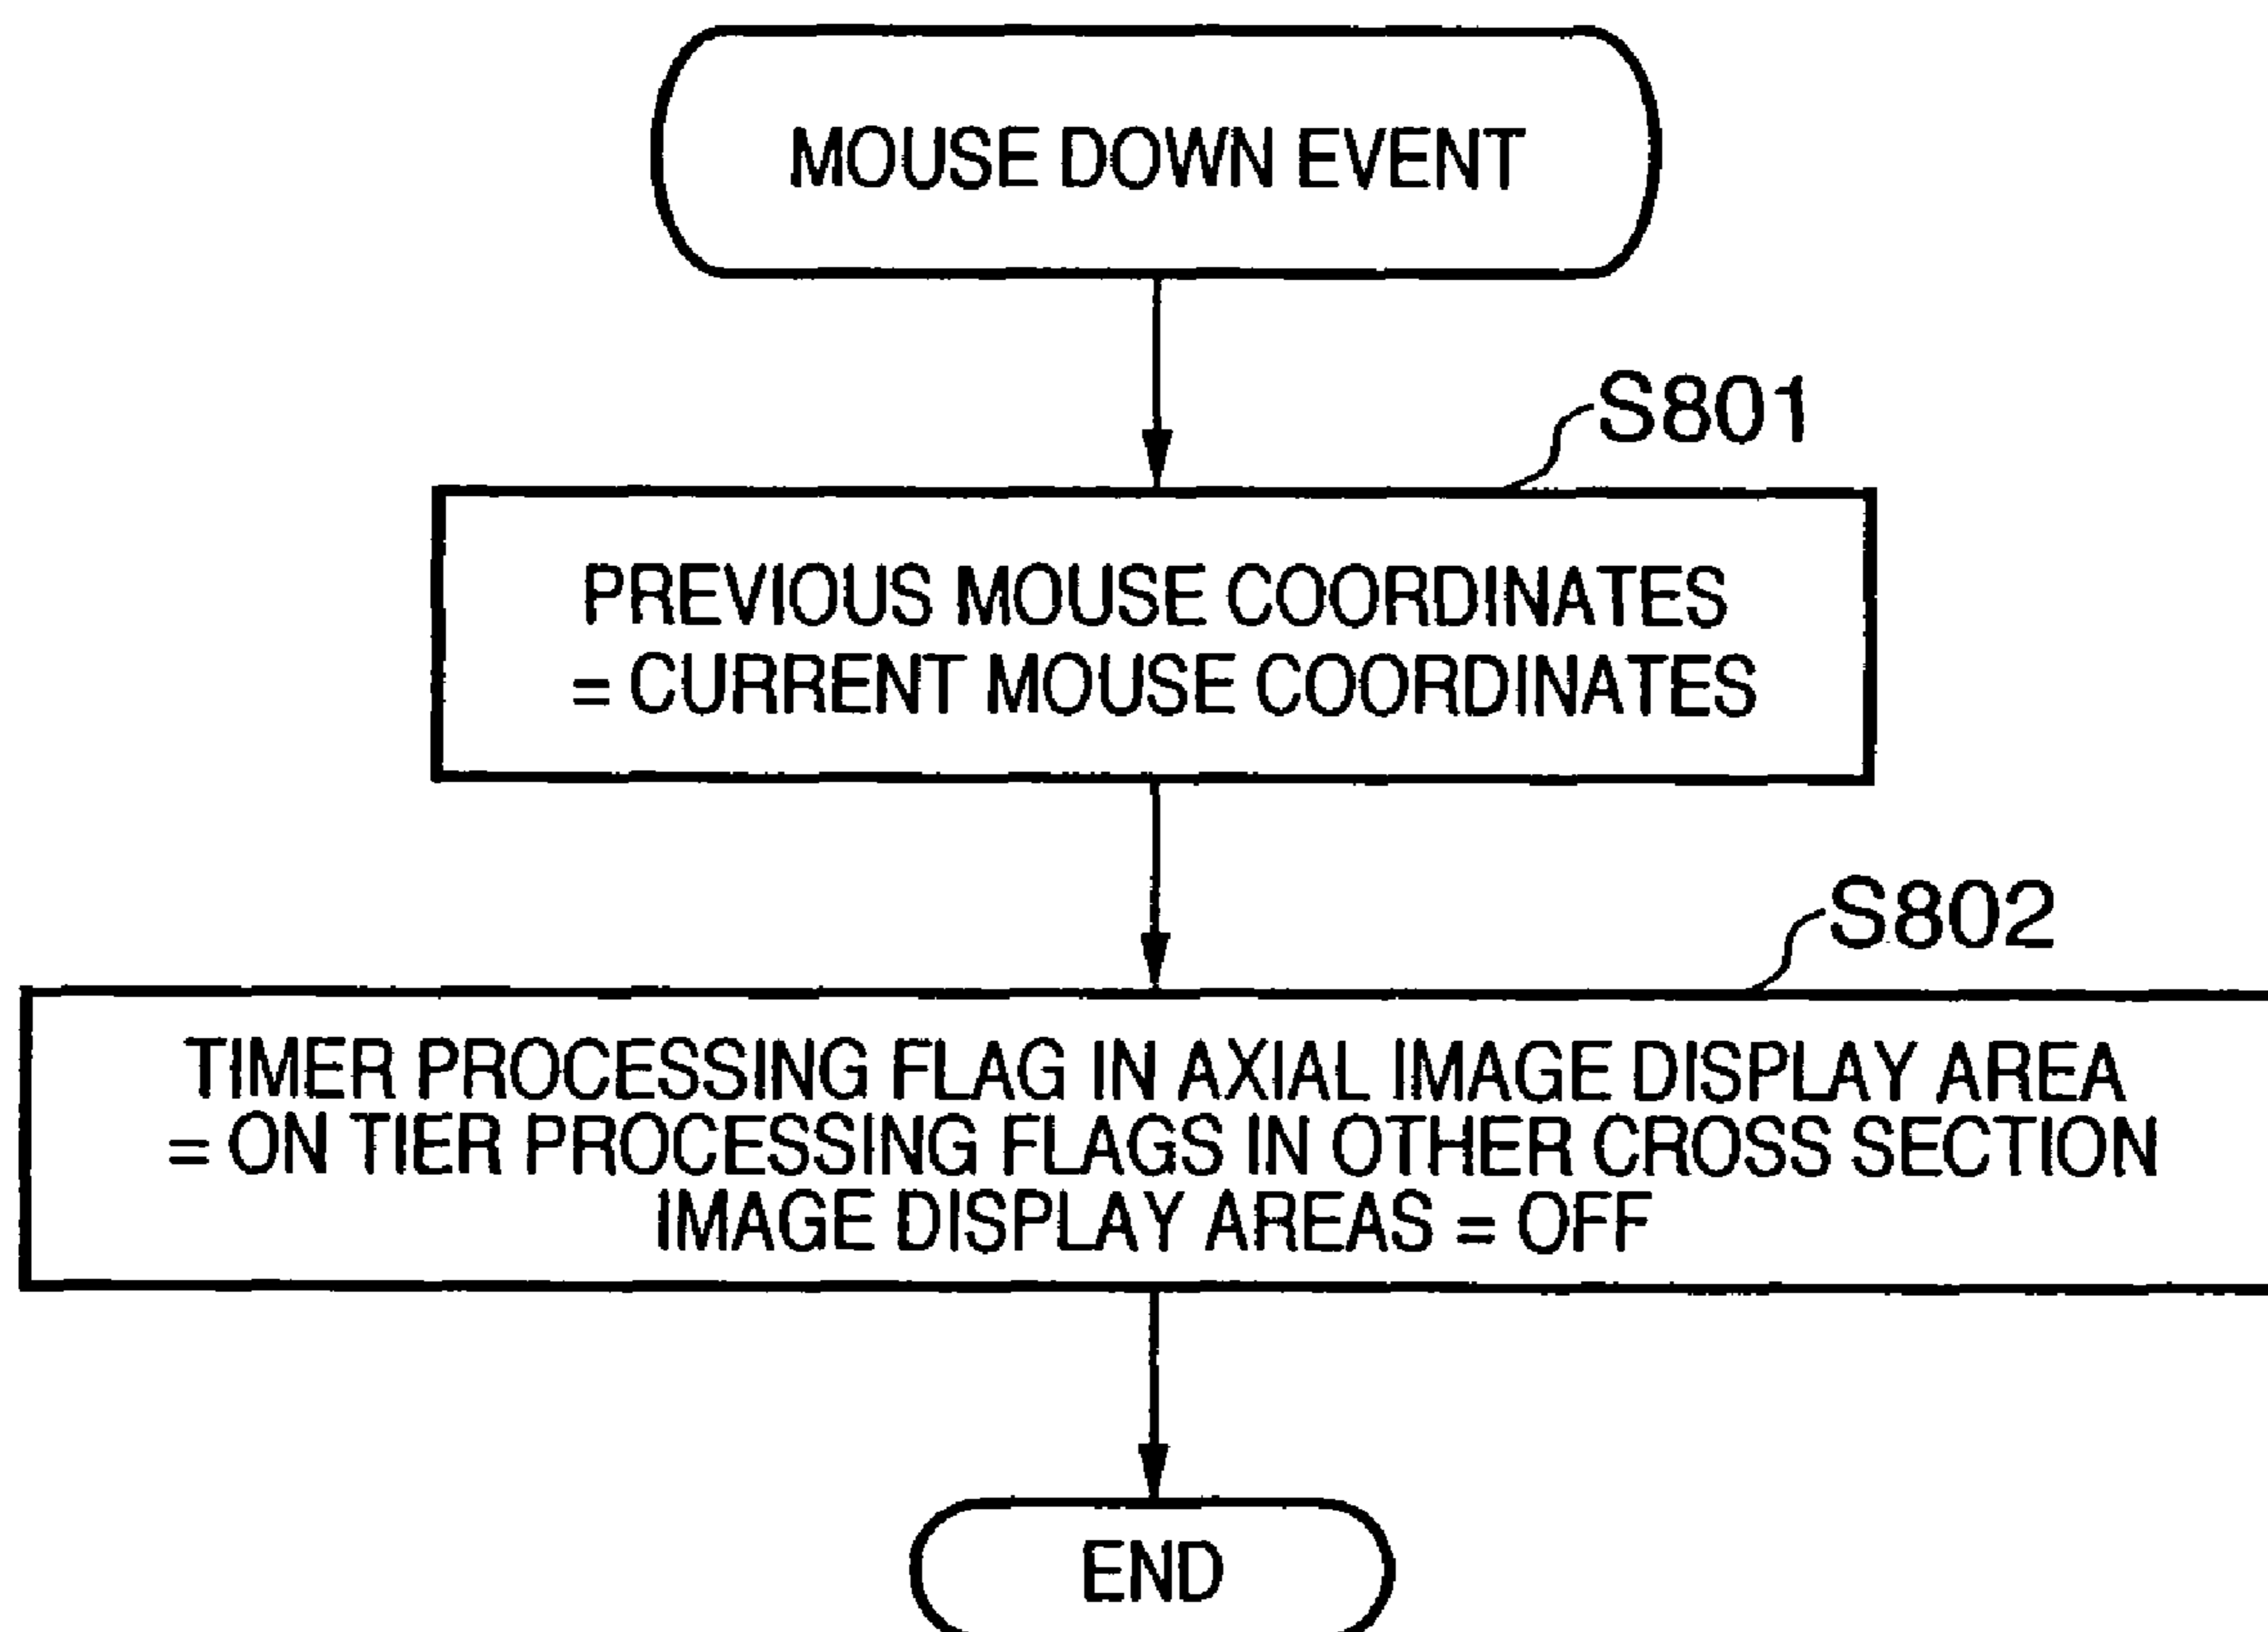 MOUSE DOWN EVENT
S801
PREVIOUS MOUSE COORDINATES
= CURRENT MOUSE COORDINATES
S802
TIMER PROCESSING FLAG IN AXIAL IMAGE DISPLAY AREA
= ON TIER PROCESSING FLAGS IN OTHER CROSS SECTION
IMAGE DISPLAY AREAS = OFF
END